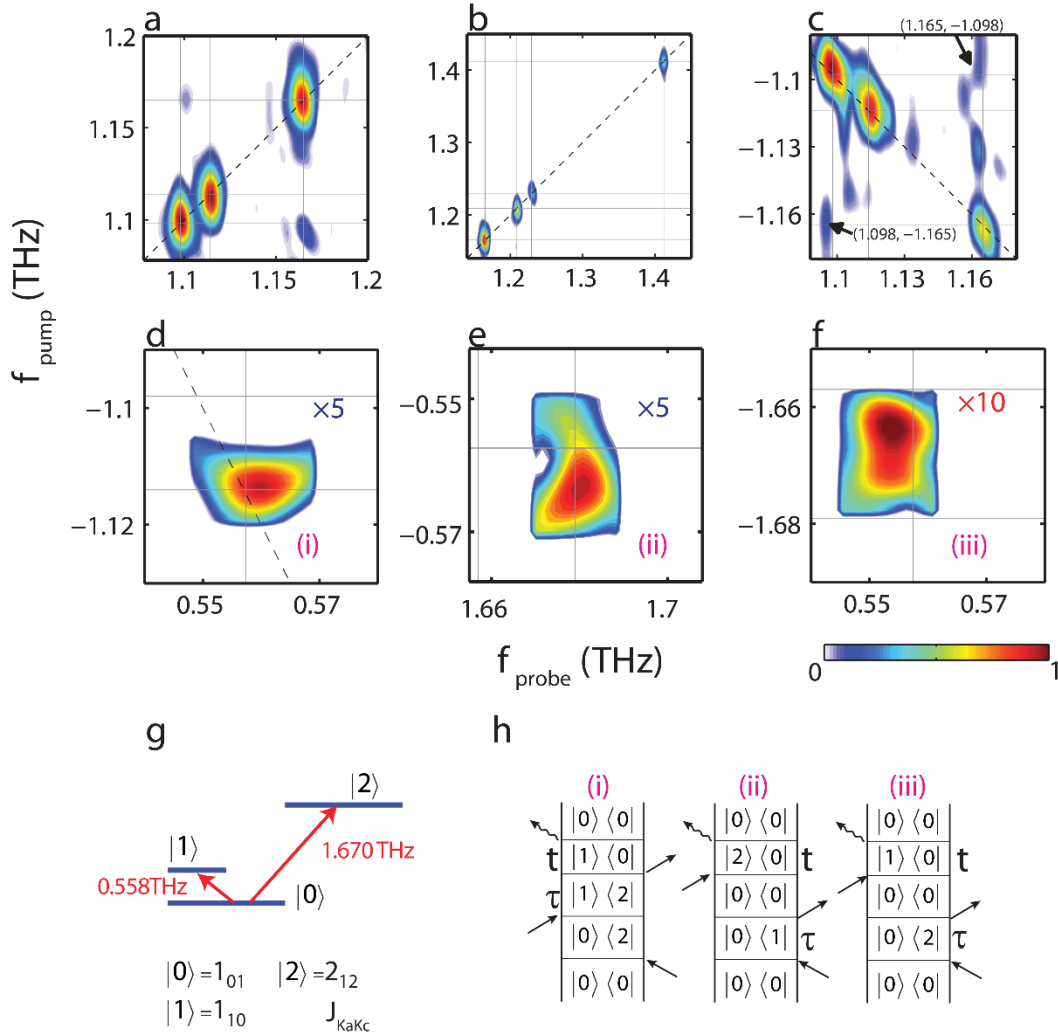 a
b
c
1.2
1.15
1.1
1.1
1.15
1.2
1.4
1.3
1.2
1.2
1.3
1.4
(1.165, −1.098)
−1.1
−1.13
−1.16
(1.098, −1.165)
1.1
1.13
1.16
f pump (THz)
d
e
f
−1.1
−1.12
×5
(i)
0.55
0.57
−0.55
−0.57
×5
(ii)
1.66
1.7
−1.66
−1.68
×10
(iii)
0.55
0.57
f probe (THz)
0
1
g
|2⟩
|1⟩
1.670 THz
0.558THz
|0⟩
|0⟩ =1₀₁ |2⟩ =2₁₂
|1⟩ =1₁₀ J KaKc
h
(i) (ii) (iii)
|0⟩ ⟨0| |0⟩ ⟨0| |0⟩ ⟨0|
t |1⟩ ⟨0| |2⟩ ⟨0| t |1⟩ ⟨0| t
τ |1⟩ ⟨2| |0⟩ ⟨0| |0⟩ ⟨0|
|0⟩ ⟨2| |0⟩ ⟨1| τ |0⟩ ⟨2| τ
|0⟩ ⟨0| |0⟩ ⟨0| |0⟩ ⟨0|